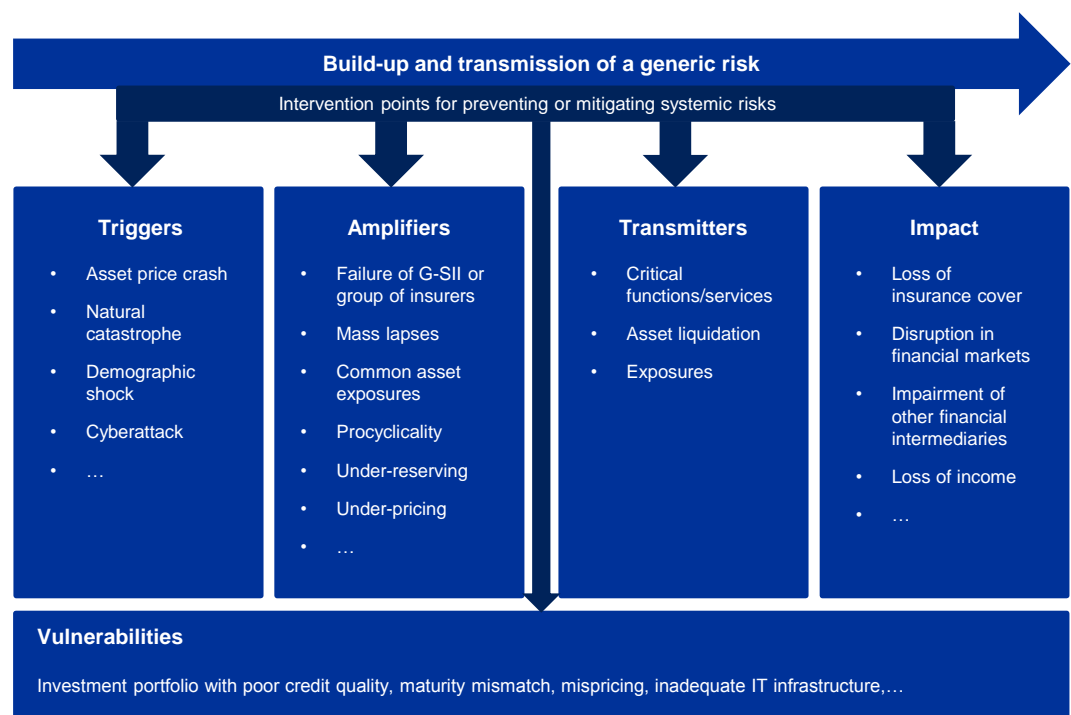 Build-up and transmission of a generic risk
Intervention points for preventing or mitigating systemic risks
Triggers
• Asset price crash
• Natural
catastrophe
• Demographic
shock
• Cyberattack
• …
Amplifiers
• Failure of G-SII or
group of insurers
• Mass lapses
• Common asset
exposures
• Procyclicality
• Under-reserving
• Under-pricing
• …
Transmitters
• Critical
functions/services
• Asset liquidation
• Exposures
Impact
• Loss of
insurance cover
• Disruption in
financial markets
• Impairment of
other financial
intermediaries
• Loss of income
• …
Vulnerabilities
Investment portfolio with poor credit quality, maturity mismatch, mispricing, inadequate IT infrastructure,…